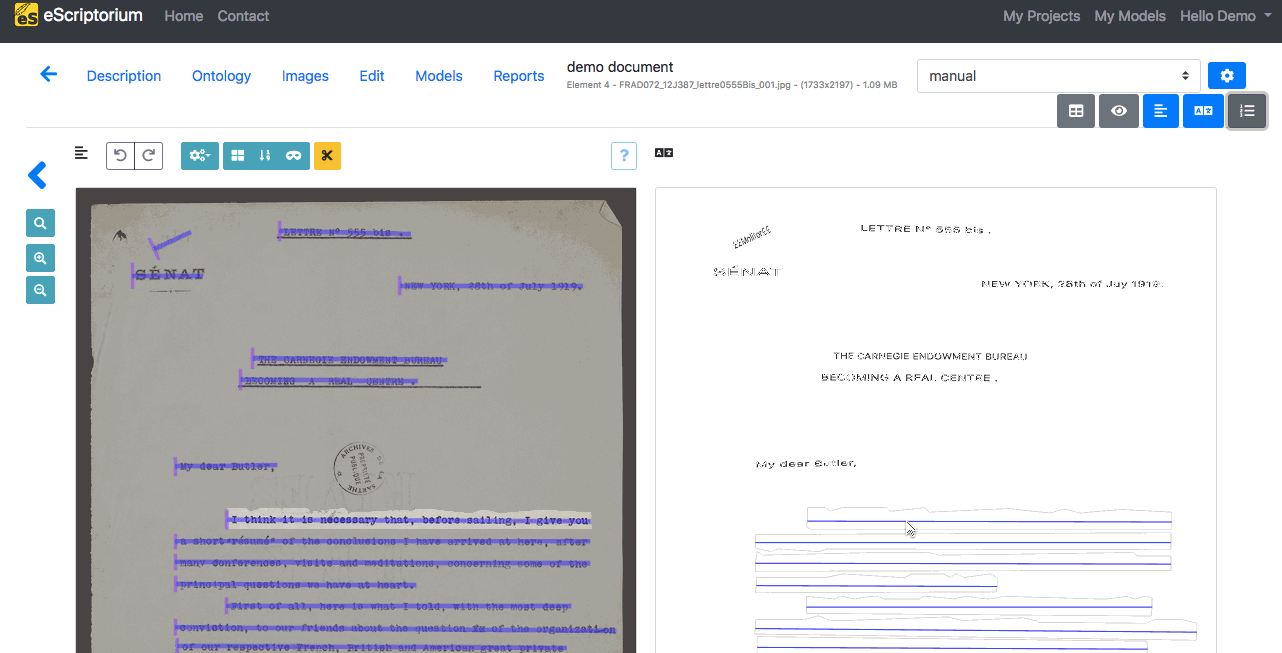 eScriptorium Home Contact My Projects My Models Hello Demo
Description Ontology Images Edit Models Reports
demo document
Element 4 - FRAD072_12J387_lettre0555Bis_001.jpg - (1733x2197) - 1.09 MB
manual
?
LETTRE N° 555 bis .
SÉNAT
NEW YORK, 28th of July 1919.
THE CARNEGIE ENDOWMENT BUREAU
BECOMING A REAL CENTRE .
My dear Butler,
ARCHIVES DE LA SARTHE
PROPRIÉTÉ
PUBLIQUE
I think it is necessary that, before sailing, I give you
a short "résumé" of the conclusions I have arrived at here, after
many conferences, visits and meditations, concerning some of the
principal questions we have at heart.
First of all, here is what I told, with the most deep
conviction, to our friends about the question of the organization
of our respective French, British and American great private
LETTRE N° 555 bis .
SÉNAT
NEW YORK, 28th of Juy 1919.
THE CARNEGIE ENDOWMENT BUREAU
BECOMING A REAL CENTRE .
My dear Butler,